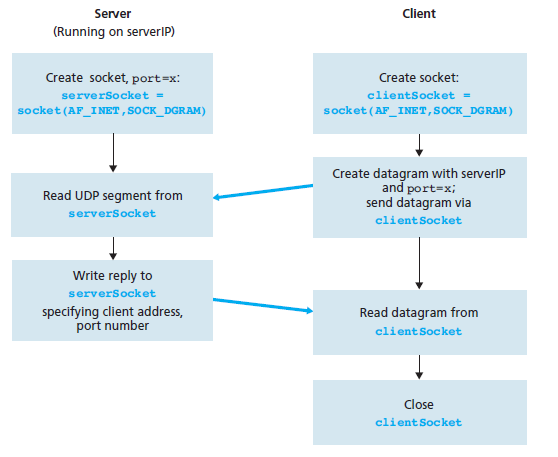 Server
(Running on serverIP)
Client
Create socket, port=x:
serverSocket =
socket(AF_INET,SOCK_DGRAM)
Create socket:
clientSocket =
socket(AF_INET,SOCK_DGRAM)
Create datagram with serverIP
and port=x;
send datagram via
clientSocket
Read UDP segment from
serverSocket
Write reply to
serverSocket
specifying client address,
port number
Read datagram from
clientSocket
Close
clientSocket